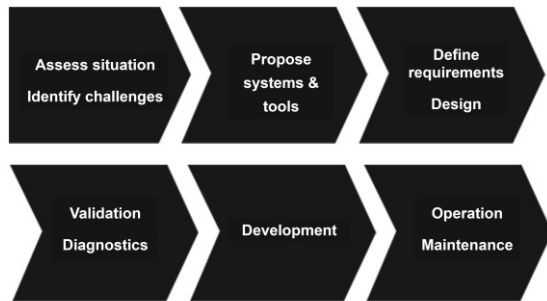 Assess situation
Identify challenges
Propose
systems &
tools
Define
requirements
Design
Validation
Diagnostics
Development
Operation
Maintenance